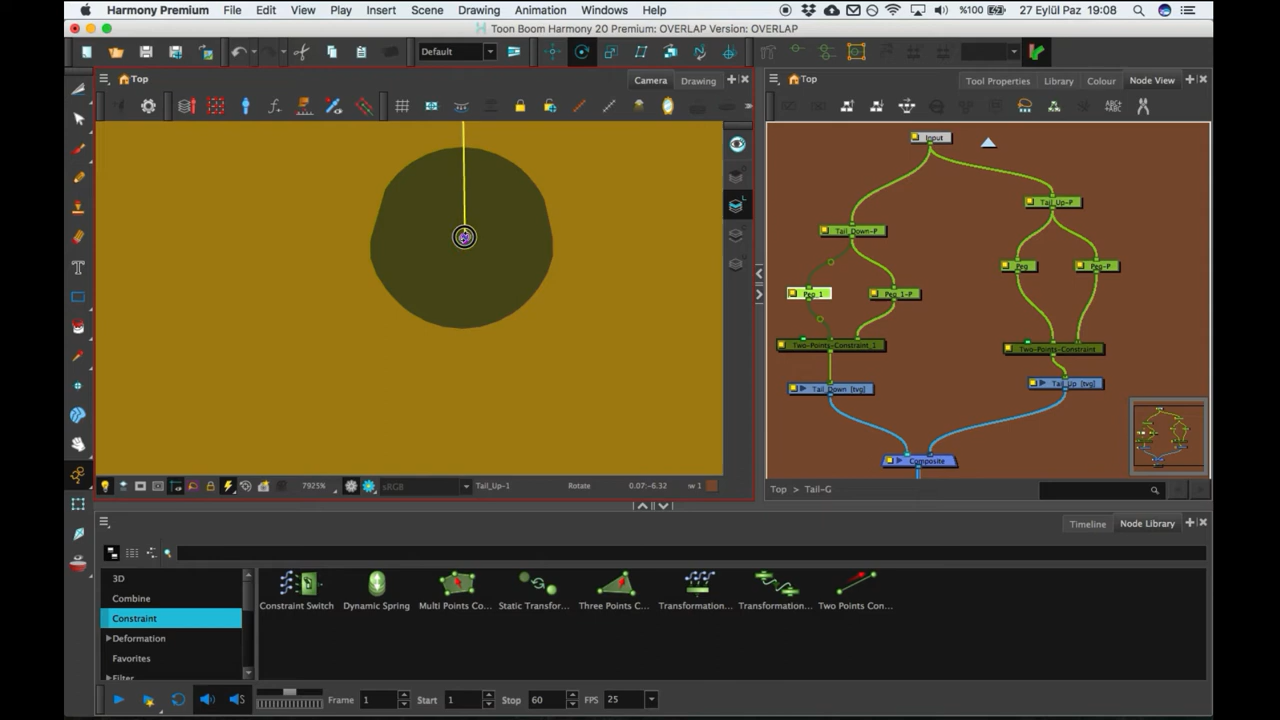 Harmony Premium File Edit View Play Insert Scene Drawing Animation Windows Help %100 27 Eylül Paz 19:08
Toon Boom Harmony 20 Premium: OVERLAP Version: OVERLAP
Default
Top Camera Drawing
Top Tool Properties Library Colour Node View
Input
Tail_Up-P
Tail_Down-P
Peg Peg-P
Peg_1 Peg_1-P
Two-Points-Constraint_1 Two-Points-Constraint
Tail_Down [tvg] Tail_Up [tvg]
Composite
7925% sRGB Tail_Up-1 Rotate 0.07:-6.32 w 1
Top > Tail-G
Timeline Node Library
3D
Combine
Constraint
Deformation
Favorites
Filter
Constraint Switch Dynamic Spring Multi Points Co... Static Transfor... Three Points C... Transformation... Transformation... Two Points Con...
Frame 1 Start 1 Stop 60 FPS 25